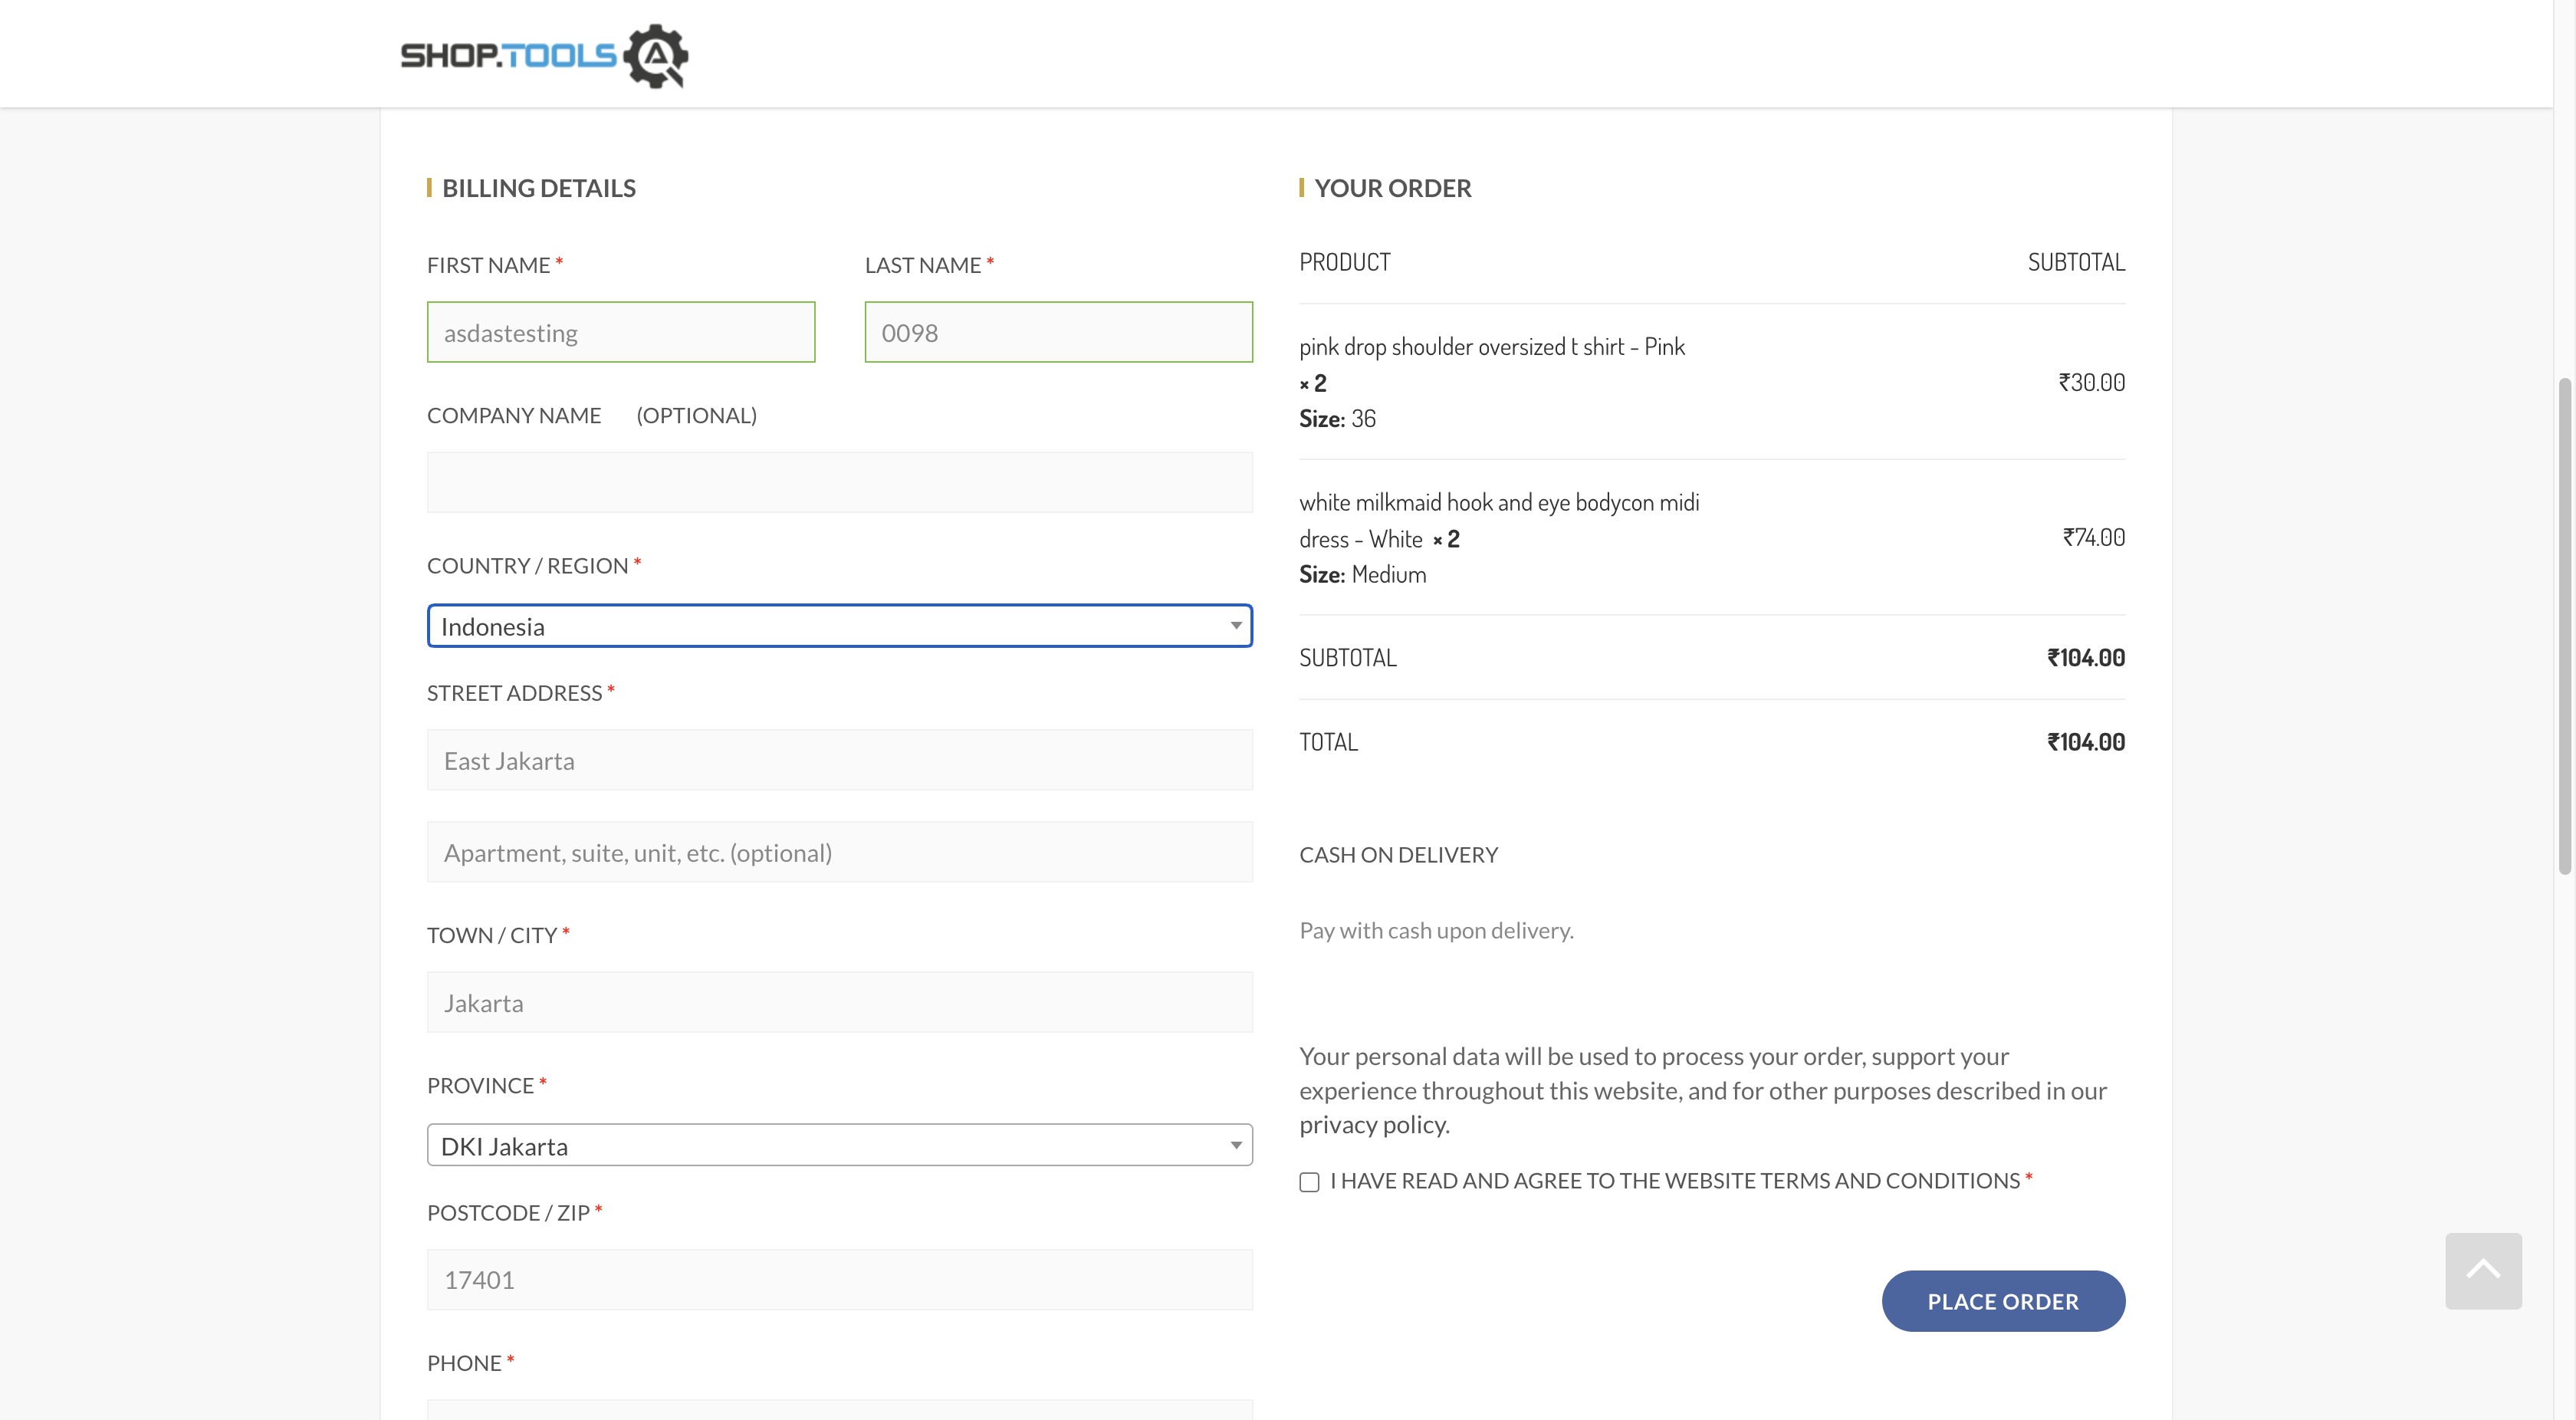 SHOP.TOOLS
BILLING DETAILS
FIRST NAME *
LAST NAME *
asdastesting
0098
COMPANY NAME (OPTIONAL)
COUNTRY / REGION *
Indonesia
STREET ADDRESS *
East Jakarta
Apartment, suite, unit, etc. (optional)
TOWN / CITY *
Jakarta
PROVINCE *
DKI Jakarta
POSTCODE / ZIP *
17401
PHONE *
YOUR ORDER
PRODUCT SUBTOTAL
pink drop shoulder oversized t shirt - Pink
× 2
₹30.00
Size: 36
white milkmaid hook and eye bodycon midi
dress - White × 2
₹74.00
Size: Medium
SUBTOTAL ₹104.00
TOTAL ₹104.00
CASH ON DELIVERY
Pay with cash upon delivery.
Your personal data will be used to process your order, support your
experience throughout this website, and for other purposes described in our
privacy policy.
I HAVE READ AND AGREE TO THE WEBSITE TERMS AND CONDITIONS *
PLACE ORDER